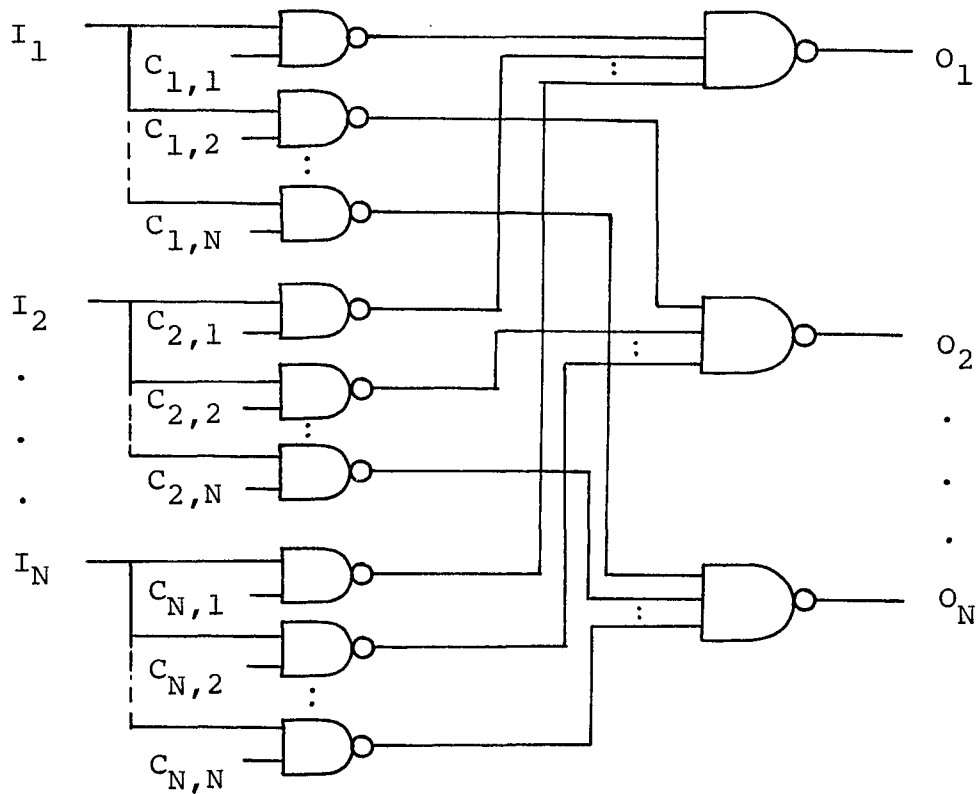 I1
C1,1
C1,2
C1,N
I2
C2,1
C2,2
C2,N
IN
CN,1
CN,2
CN,N
O1
O2
ON